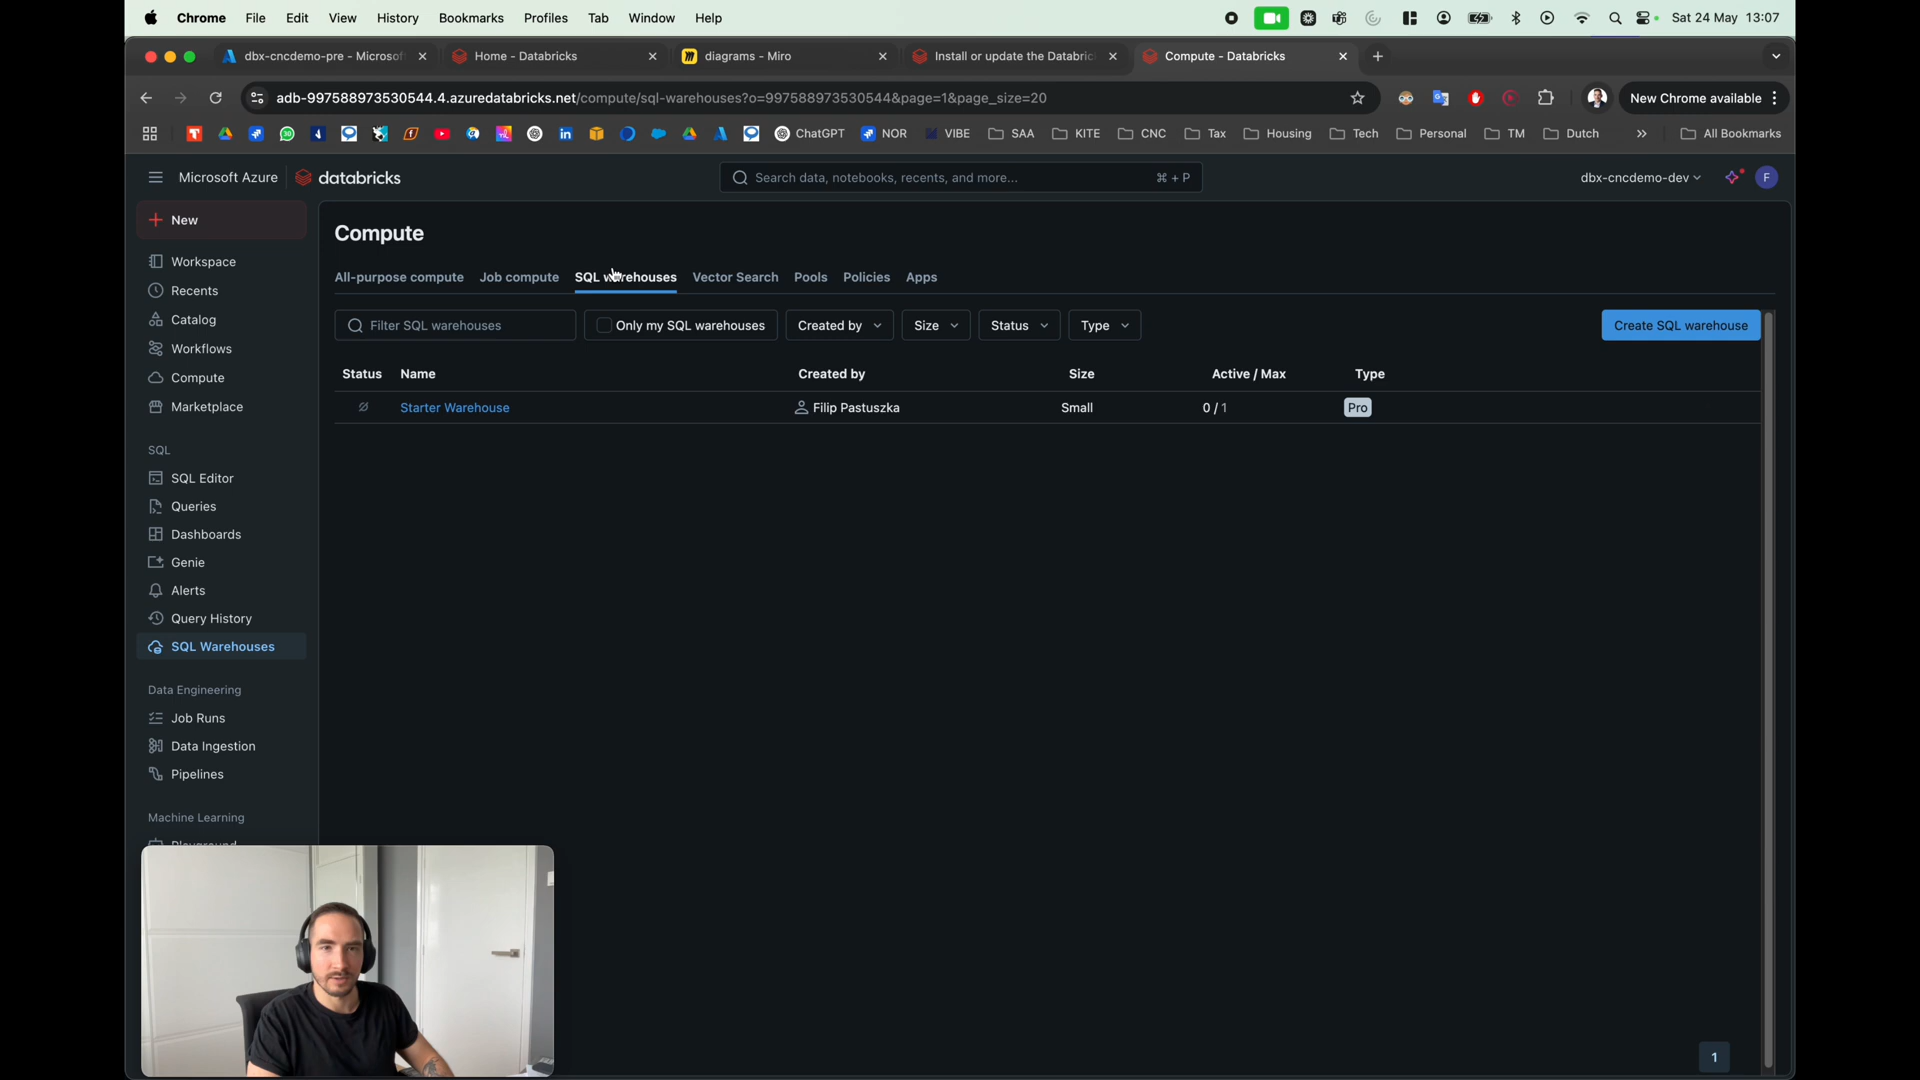 Chrome File Edit View History Bookmarks Profiles Tab Window Help Sat 24 May 13:07
dbx-cncdemo-pre - Microsof Home - Databricks diagrams - Miro Install or update the Databric Compute - Databricks
adb-997588973530544.4.azuredatabricks.net/compute/sql-warehouses?o=997588973530544&page=1&page_size=20 New Chrome available
ChatGPT NOR VIBE SAA KITE CNC Tax Housing Tech Personal TM Dutch » All Bookmarks
Microsoft Azure databricks Search data, notebooks, recents, and more... ⌘ + P dbx-cncdemo-dev F
New
Workspace
Recents
Catalog
Workflows
Compute
Marketplace
SQL
SQL Editor
Queries
Dashboards
Genie
Alerts
Query History
SQL Warehouses
Data Engineering
Job Runs
Data Ingestion
Pipelines
Machine Learning
Playground
Compute
All-purpose compute Job compute SQL warehouses Vector Search Pools Policies Apps
Filter SQL warehouses Only my SQL warehouses Created by Size Status Type Create SQL warehouse
Status Name Created by Size Active / Max Type
Starter Warehouse Filip Pastuszka Small 0 / 1 Pro
1